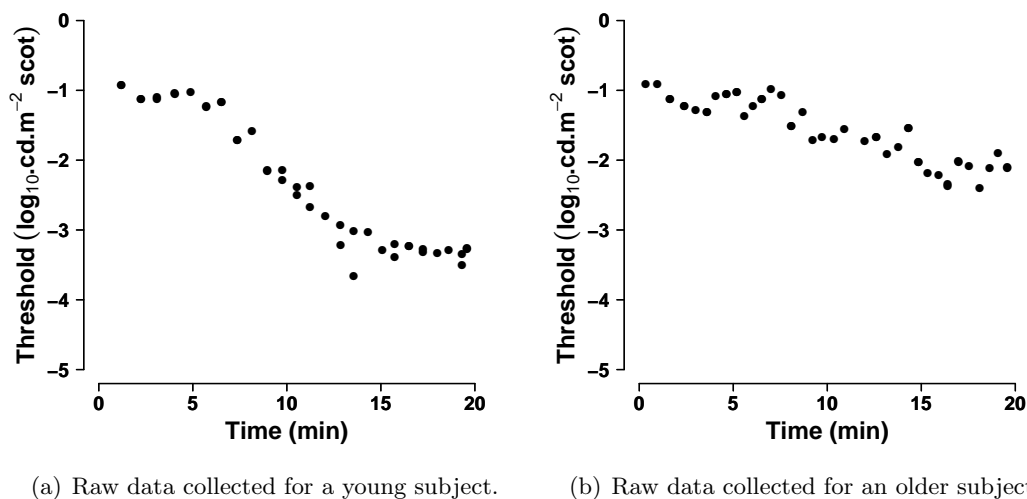 0
−1
−2
−3
−4
−5
Threshold (log10.cd.m−2 scot)
0 5 10 15 20
Time (min)
(a) Raw data collected for a young subject.
0
−1
−2
−3
−4
−5
Threshold (log10.cd.m−2 scot)
0 5 10 15 20
Time (min)
(b) Raw data collected for an older subjec